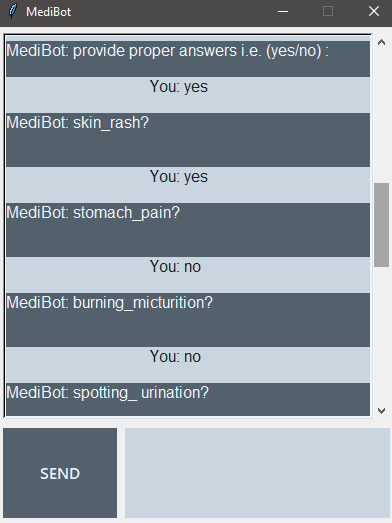 MediBot
MediBot: provide proper answers i.e. (yes/no) :
You: yes
MediBot: skin_rash?
You: yes
MediBot: stomach_pain?
You: no
MediBot: burning_micturition?
You: no
MediBot: spotting_ urination?
SEND